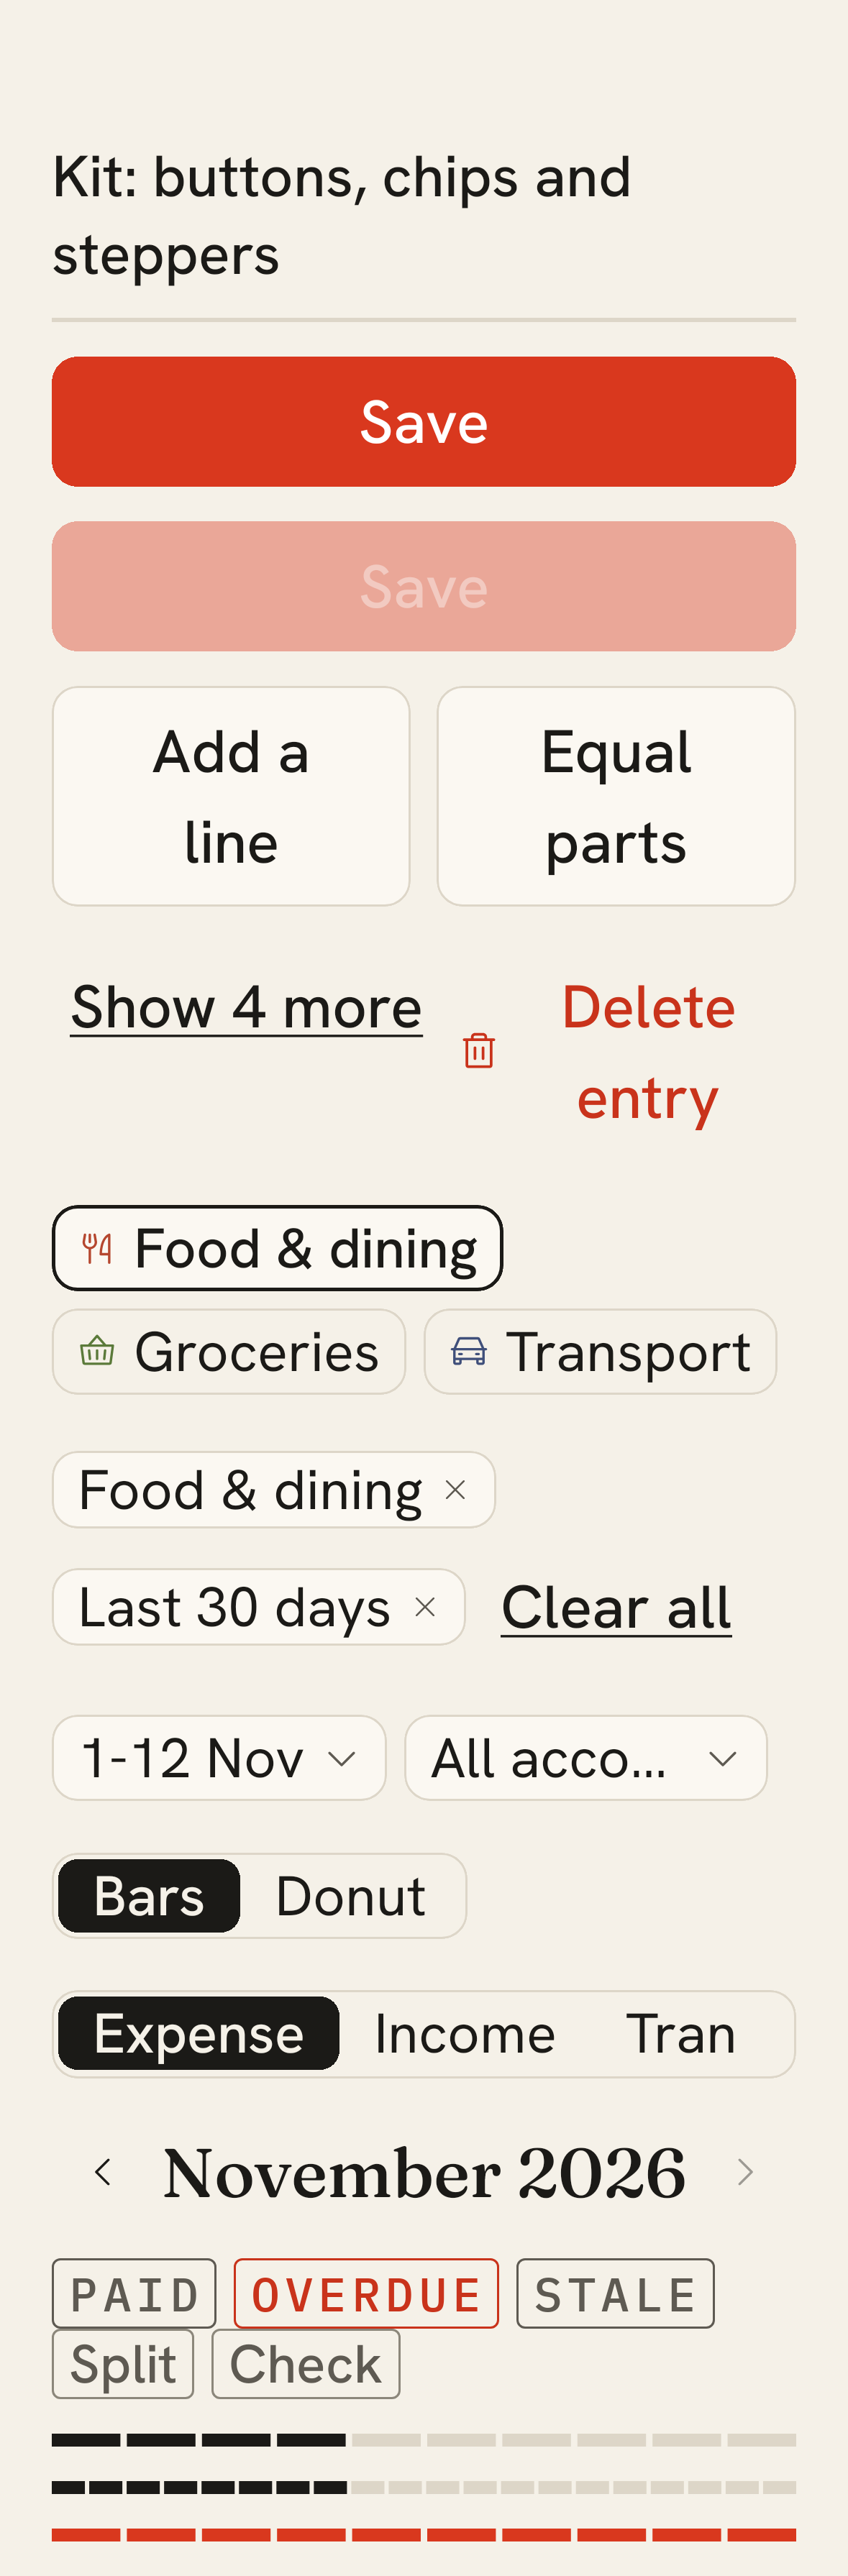 Kit: buttons, chips and
steppers
Save
Save
Add a
line
Equal
parts
Show 4 more
Delete
entry
Food & dining
Groceries
Transport
Food & dining
Last 30 days
Clear all
1-12 Nov
All acco...
Bars
Donut
Expense
Income
Tran
November 2026
PAID
OVERDUE
STALE
Split
Check